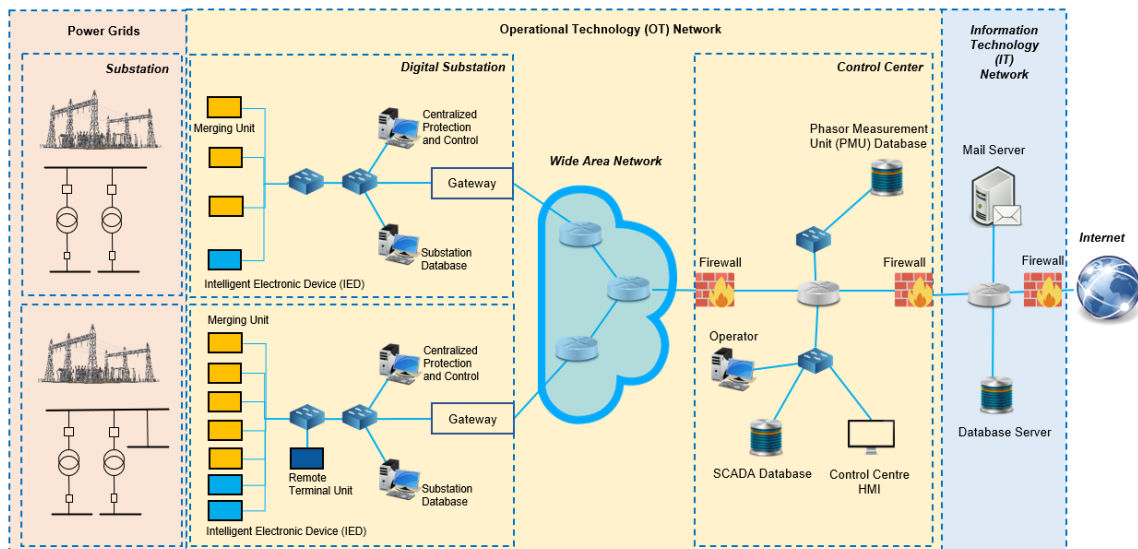 Power Grids
Operational Technology (OT) Network
Information
Technology
(IT)
Network
Substation
Digital Substation
Control Center
Merging Unit
Centralized
Protection
and Control
Gateway
Substation
Database
Intelligent Electronic Device (IED)
Wide Area Network
Phasor Measurement
Unit (PMU) Database
Mail Server
Internet
Firewall
Firewall
Firewall
Merging Unit
Centralized
Protection
and Control
Gateway
Remote
Terminal Unit
Substation
Database
Intelligent Electronic Device (IED)
Operator
SCADA Database
Control Centre
HMI
Database Server